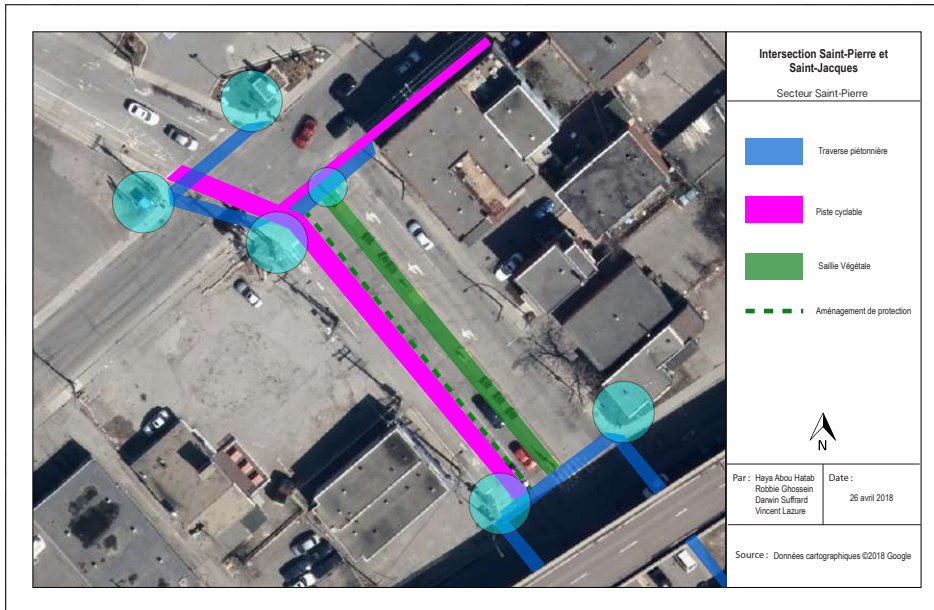 Intersection Saint-Pierre et
Saint-Jacques
Secteur Saint-Pierre
Traverse piétonnière
Piste cyclable
Saillie Végétale
Aménagement de protection
N
Par : Haya Abou Hatab
Robbie Ghossein
Darwin Suffrard
Vincent Lazure
Date :
26 avril 2018
Source : Données cartographiques ©2018 Google